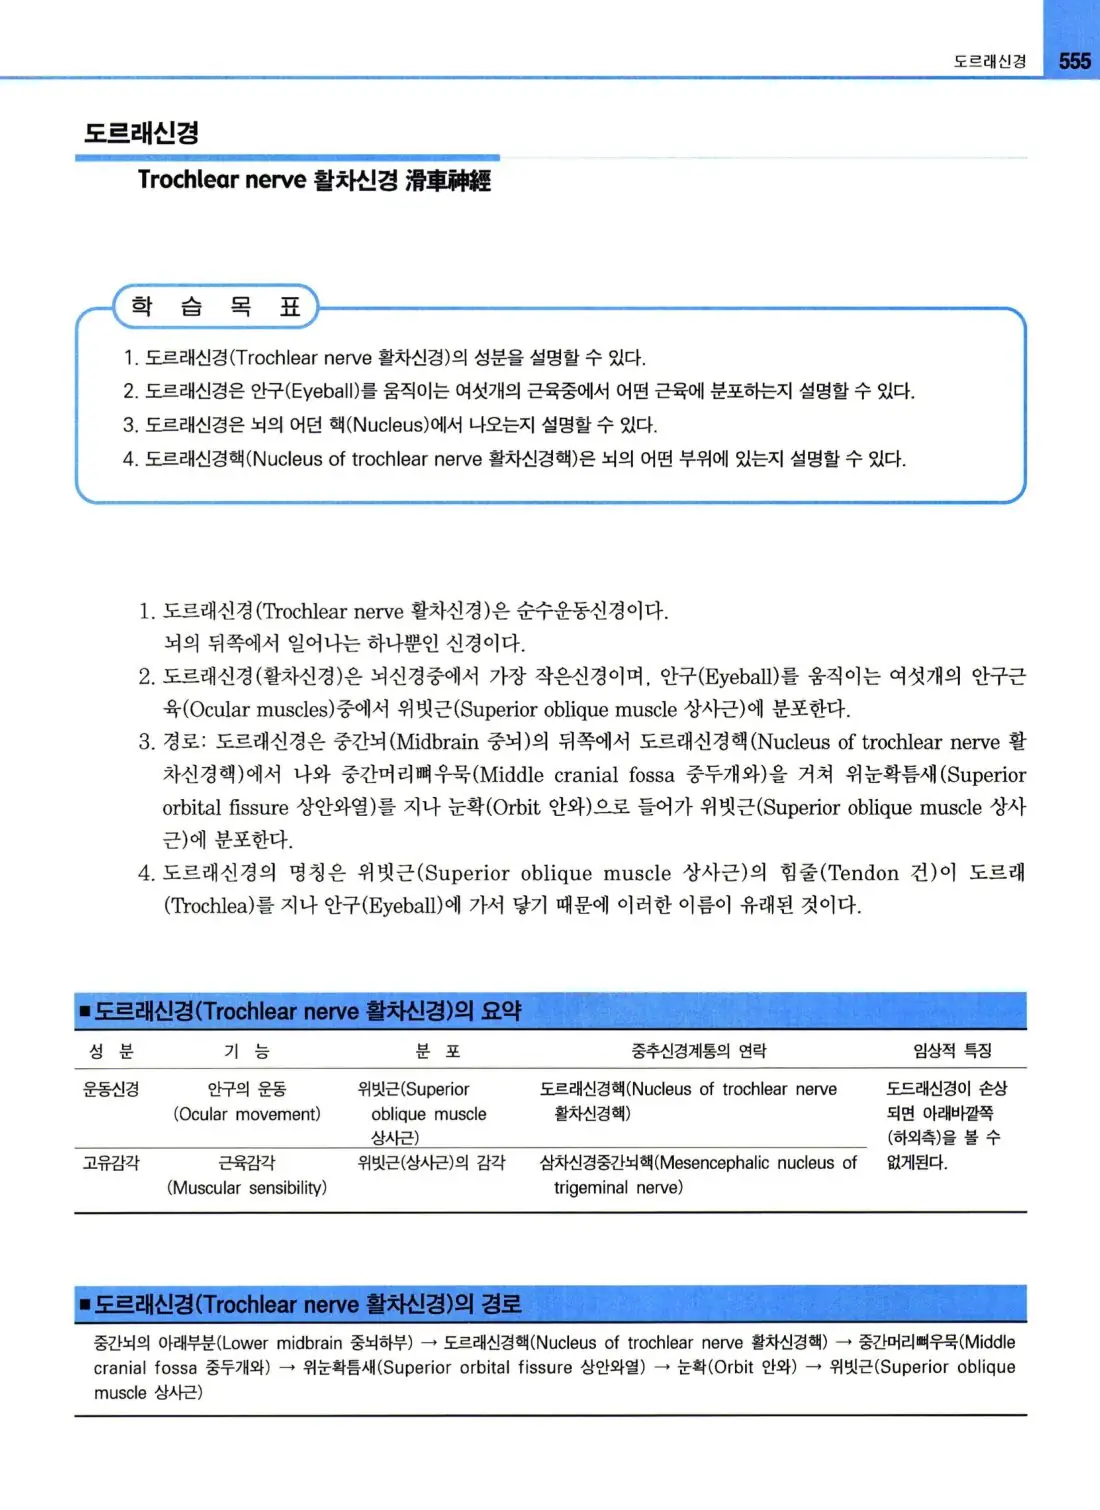 도르래신경 555
도르래신경
Trochlear nerve 활차신경 滑車神經
학 습 목 표
1. 도르래신경(Trochlear nerve 활차신경)의 성분을 설명할 수 있다.
2. 도르래신경은 안구(Eyeball)를 움직이는 여섯개의 근육중에서 어떤 근육에 분포하는지 설명할 수 있다.
3. 도르래신경은 뇌의 어던 핵(Nucleus)에서 나오는지 설명할 수 있다.
4. 도르래신경핵(Nucleus of trochlear nerve 활차신경핵)은 뇌의 어떤 부위에 있는지 설명할 수 있다.
1. 도르래신경(Trochlear nerve 활차신경)은 순수운동신경이다.
뇌의 뒤쪽에서 일어나는 하나뿐인 신경이다.
2. 도르래신경(활차신경)은 뇌신경중에서 가장 작은신경이며, 안구(Eyeball)를 움직이는 여섯개의 안구근
육(Ocular muscles)중에서 위빗근(Superior oblique muscle 상사근)에 분포한다.
3. 경로: 도르래신경은 중간뇌(Midbrain 중뇌)의 뒤쪽에서 도르래신경핵(Nucleus of trochlear nerve 활
차신경핵)에서 나와 중간머리뼈우묵(Middle cranial fossa 중두개와)을 거쳐 위눈확틈새(Superior
orbital fissure 상안와열)를 지나 눈확(Orbit 안와)으로 들어가 위빗근(Superior oblique muscle 상사
근)에 분포한다.
4. 도르래신경의 명칭은 위빗근(Superior oblique muscle 상사근)의 힘줄(Tendon 건)이 도르래
(Trochlea)를 지나 안구(Eyeball)에 가서 닿기 때문에 이러한 이름이 유래된 것이다.
■ 도르래신경(Trochlear nerve 활차신경)의 요약
성 분 기 능 분 포 중추신경계통의 연락 임상적 특징
운동신경 안구의 운동 위빗근(Superior 도르래신경핵(Nucleus of trochlear nerve 도드래신경이 손상
(Ocular movement) oblique muscle 활차신경핵) 되면 아래바깥쪽
상사근) (하외측)을 볼 수
고유감각 근육감각 위빗근(상사근)의 감각 삼차신경중간뇌핵(Mesencephalic nucleus of 없게된다.
(Muscular sensibility) trigeminal nerve)
■ 도르래신경(Trochlear nerve 활차신경)의 경로
중간뇌의 아래부분(Lower midbrain 중뇌하부) → 도르래신경핵(Nucleus of trochlear nerve 활차신경핵) → 중간머리뼈우묵(Middle
cranial fossa 중두개와) → 위눈확틈새(Superior orbital fissure 상안와열) → 눈확(Orbit 안와) → 위빗근(Superior oblique
muscle 상사근)